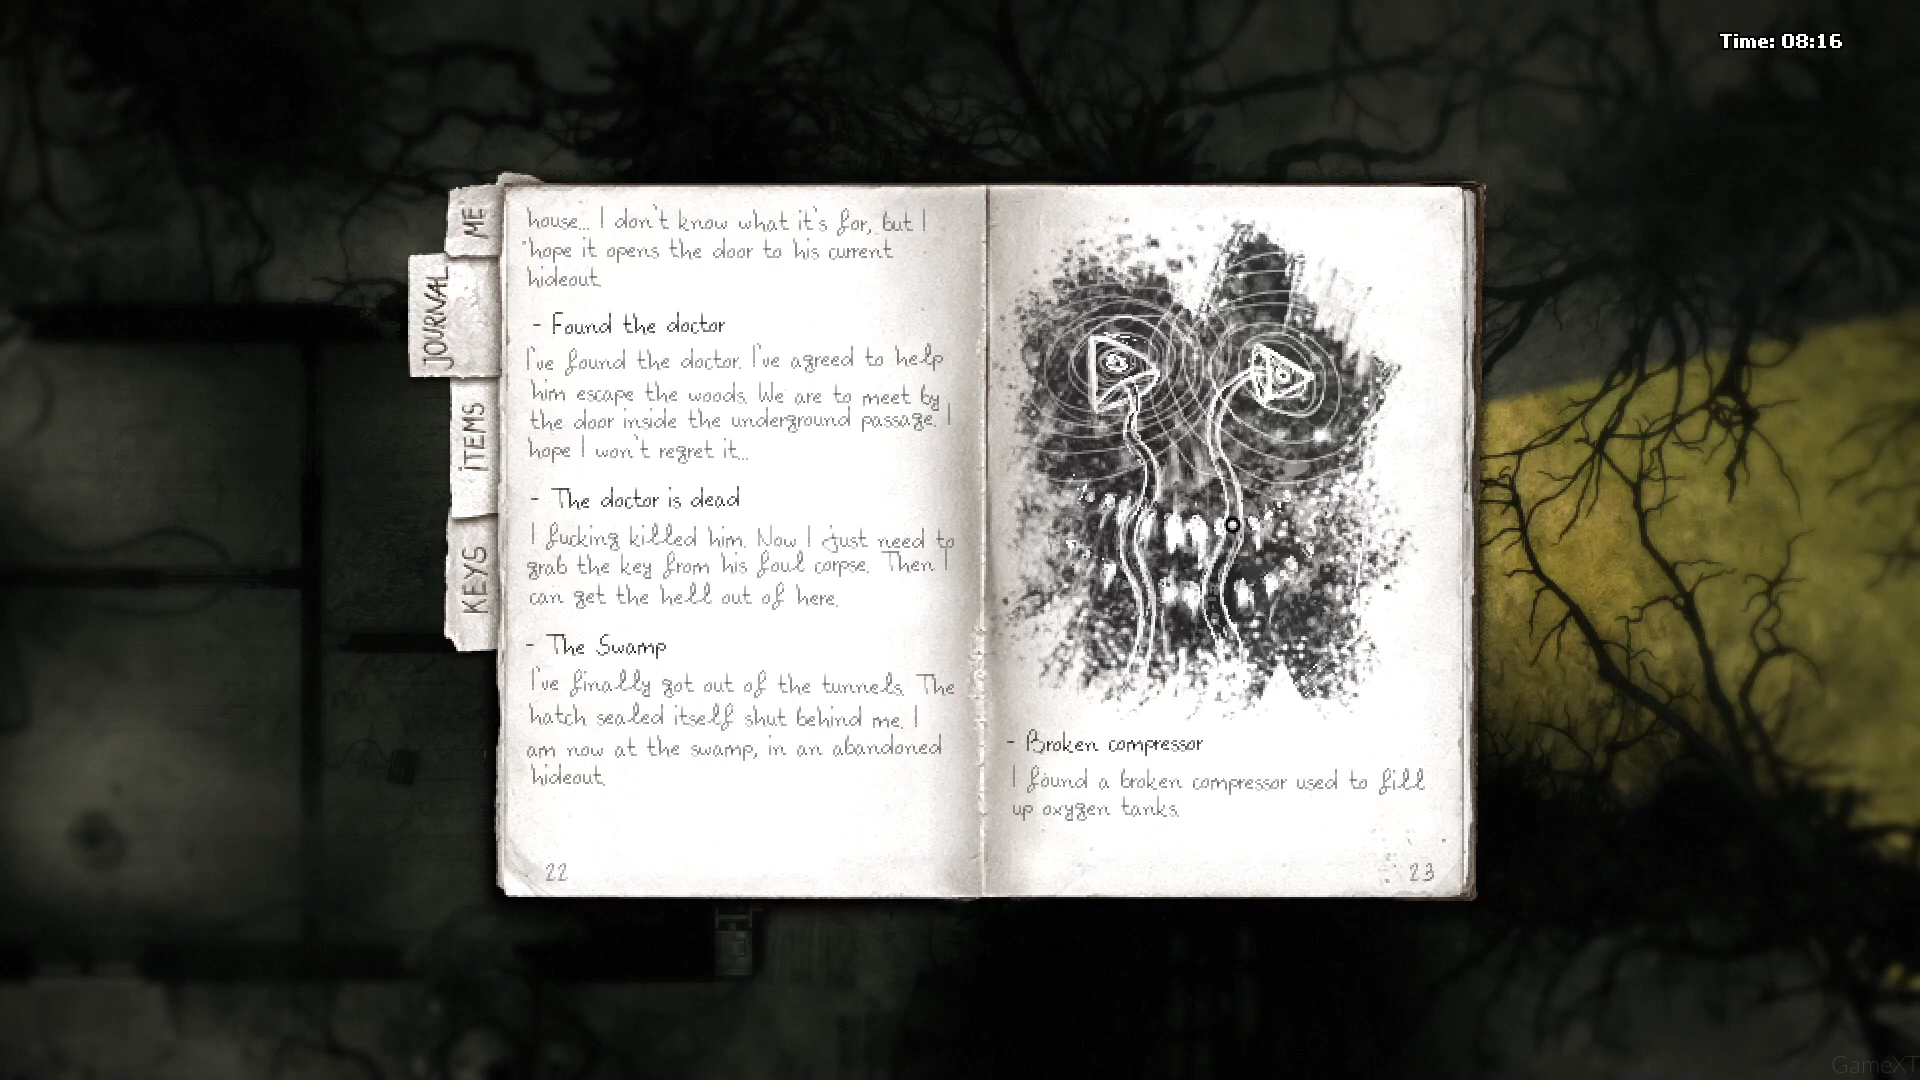 Time: 08:16
ME
JOURNAL
ITEMS
KEYS
house... I don't know what it's for, but I
hope it opens the door to his current
hideout.
- Found the doctor
I've found the doctor. I've agreed to help
him escape the woods. We are to meet by
the door inside the underground passage. I
hope I won't regret it...
- The doctor is dead
I fucking killed him. Now I just need to
grab the key from his foul corpse. Then I
can get the hell out of here.
- The Swamp
I've finally got out of the tunnels. The
hatch sealed itself shut behind me. I
am now at the swamp, in an abandoned
hideout.
22
- Broken compressor
I found a broken compressor used to fill
up oxygen tanks.
23
GameXT